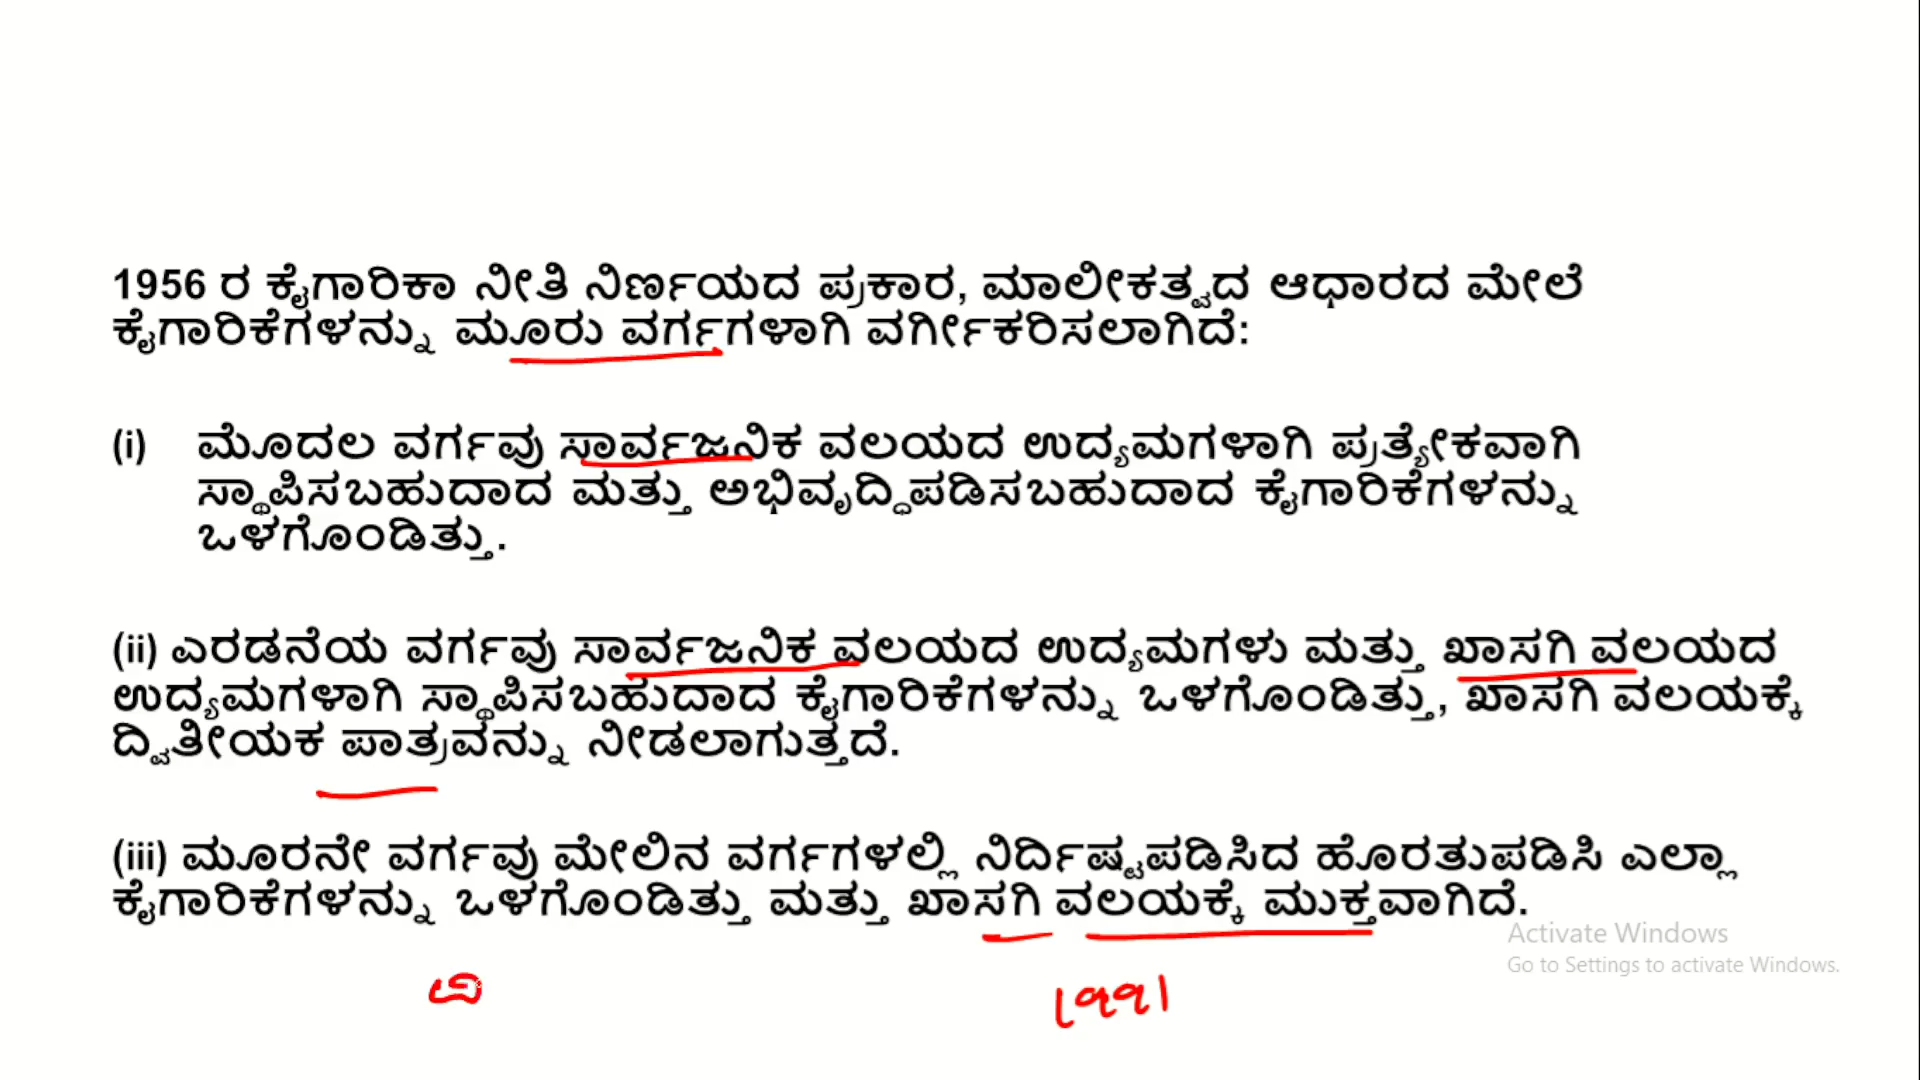 1956 ರ ಕೈಗಾರಿಕಾ ನೀತಿ ನಿರ್ಣಯದ ಪ್ರಕಾರ, ಮಾಲೀಕತ್ವದ ಆಧಾರದ ಮೇಲೆ
ಕೈಗಾರಿಕೆಗಳನ್ನು ಮೂರು ವರ್ಗಗಳಾಗಿ ವರ್ಗೀಕರಿಸಲಾಗಿದೆ:
(i) ಮೊದಲ ವರ್ಗವು ಸಾರ್ವಜನಿಕ ವಲಯದ ಉದ್ಯಮಗಳಾಗಿ ಪ್ರತ್ಯೇಕವಾಗಿ
ಸ್ಥಾಪಿಸಬಹುದಾದ ಮತ್ತು ಅಭಿವೃದ್ಧಿಪಡಿಸಬಹುದಾದ ಕೈಗಾರಿಕೆಗಳನ್ನು
ಒಳಗೊಂಡಿತ್ತು.
(ii) ಎರಡನೆಯ ವರ್ಗವು ಸಾರ್ವಜನಿಕ ವಲಯದ ಉದ್ಯಮಗಳು ಮತ್ತು ಖಾಸಗಿ ವಲಯದ
ಉದ್ಯಮಗಳಾಗಿ ಸ್ಥಾಪಿಸಬಹುದಾದ ಕೈಗಾರಿಕೆಗಳನ್ನು ಒಳಗೊಂಡಿತ್ತು, ಖಾಸಗಿ ವಲಯಕ್ಕೆ
ದ್ವಿತೀಯಕ ಪಾತ್ರವನ್ನು ನೀಡಲಾಗುತ್ತದೆ.
(iii) ಮೂರನೇ ವರ್ಗವು ಮೇಲಿನ ವರ್ಗಗಳಲ್ಲಿ ನಿರ್ದಿಷ್ಟಪಡಿಸಿದ ಹೊರತುಪಡಿಸಿ ಎಲ್ಲಾ
ಕೈಗಾರಿಕೆಗಳನ್ನು ಒಳಗೊಂಡಿತ್ತು ಮತ್ತು ಖಾಸಗಿ ವಲಯಕ್ಕೆ ಮುಕ್ತವಾಗಿದೆ.
Activate Windows
Go to Settings to activate Windows.
1991